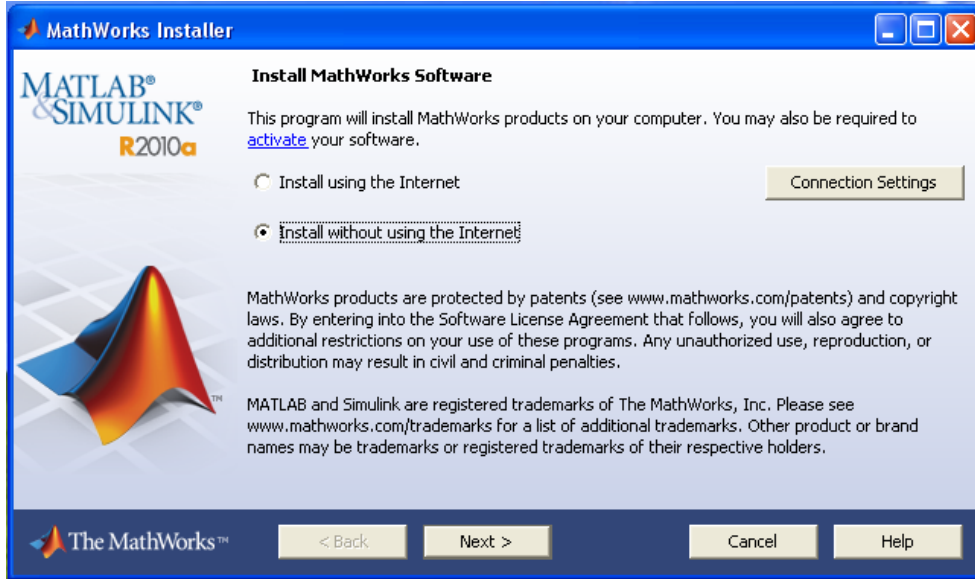 MathWorks Installer
MATLAB®
&SIMULINK®
R2010a
Install MathWorks Software
This program will install MathWorks products on your computer. You may also be required to
activate your software.
Install using the Internet
Connection Settings
Install without using the Internet
MathWorks products are protected by patents (see www.mathworks.com/patents) and copyright
laws. By entering into the Software License Agreement that follows, you will also agree to
additional restrictions on your use of these programs. Any unauthorized use, reproduction, or
distribution may result in civil and criminal penalties.
TM
MATLAB and Simulink are registered trademarks of The MathWorks, Inc. Please see
www.mathworks.com/trademarks for a list of additional trademarks. Other product or brand
names may be trademarks or registered trademarks of their respective holders.
The MathWorks™
< Back
Next >
Cancel
Help